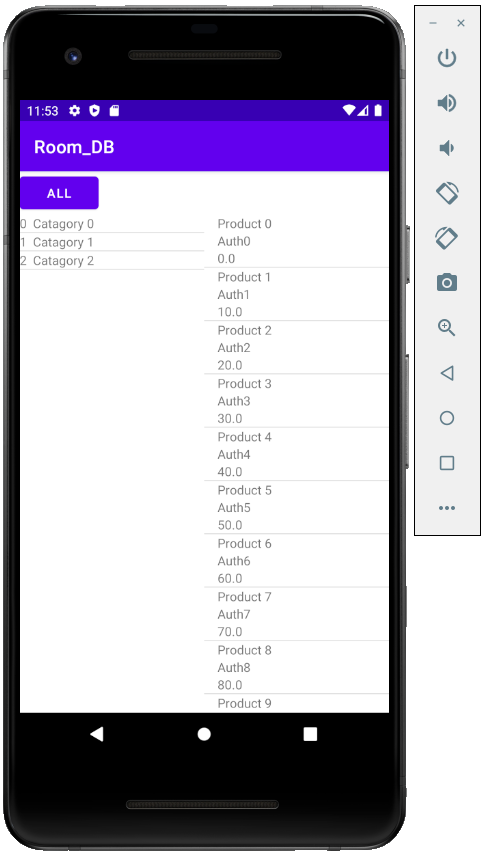 11:53
Room_DB
ALL
0 Catagory 0
1 Catagory 1
2 Catagory 2
Product 0
Auth0
0.0
Product 1
Auth1
10.0
Product 2
Auth2
20.0
Product 3
Auth3
30.0
Product 4
Auth4
40.0
Product 5
Auth5
50.0
Product 6
Auth6
60.0
Product 7
Auth7
70.0
Product 8
Auth8
80.0
Product 9